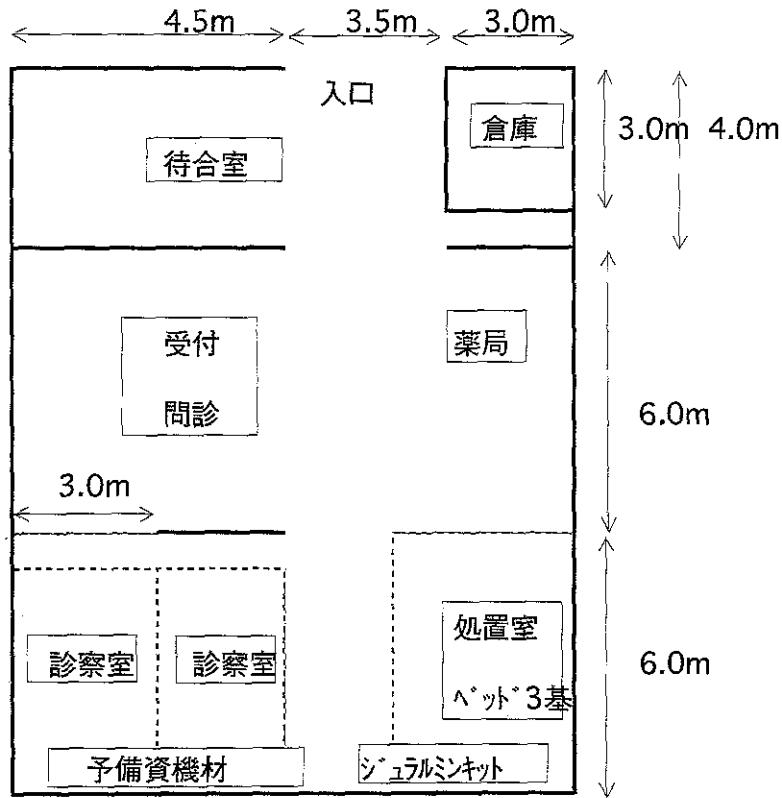 4.5m 3.5m 3.0m
入口
倉庫
3.0m 4.0m
待合室
受付
問診
薬局
6.0m
3.0m
診察室 診察室
処置室
ベッド3基
6.0m
予備資機材
ジュラルミンキット